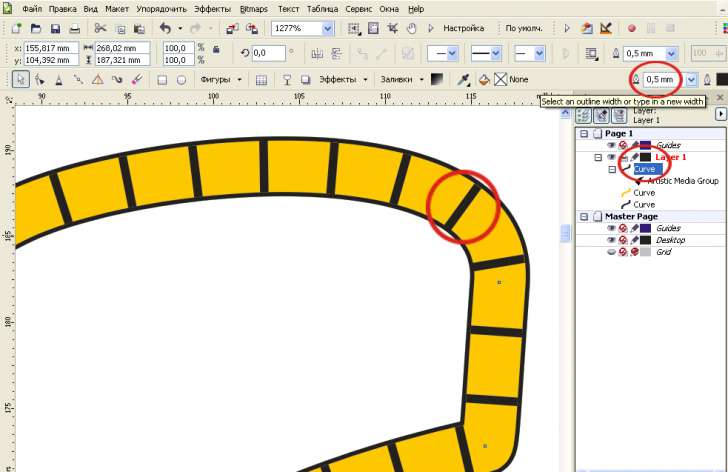 Файл Правка Вид Макет Упорядочить Эффекты Bitmaps Текст Таблица Сервис Окна Help
1277% Настройка По умолч.
x: 155,817 mm 268,02 mm 100,0 %
y: 104,392 mm 187,321 mm 100,0 % 0,0 ° 0,5 mm 100
Фигуры Эффекты Заливки None 0,5 mm
Select an outline width or type in a new width
90 95 100 105 110 115
190
185
180
175
Layer:
Layer 1
Page 1
Guides
Layer 1
Curve
Artistic Media Group
Curve
Curve
Master Page
Guides
Desktop
Grid